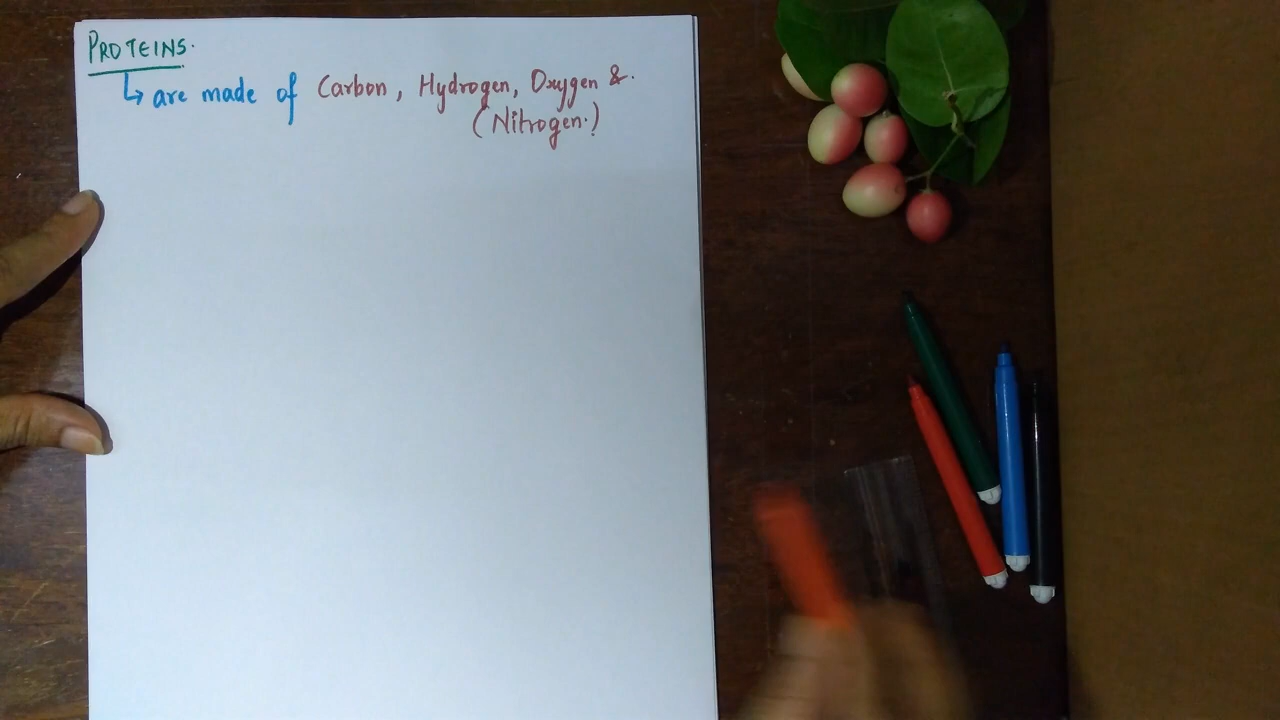 PROTEINS.
↳ are made of Carbon, Hydrogen, Oxygen &.
(Nitrogen.)